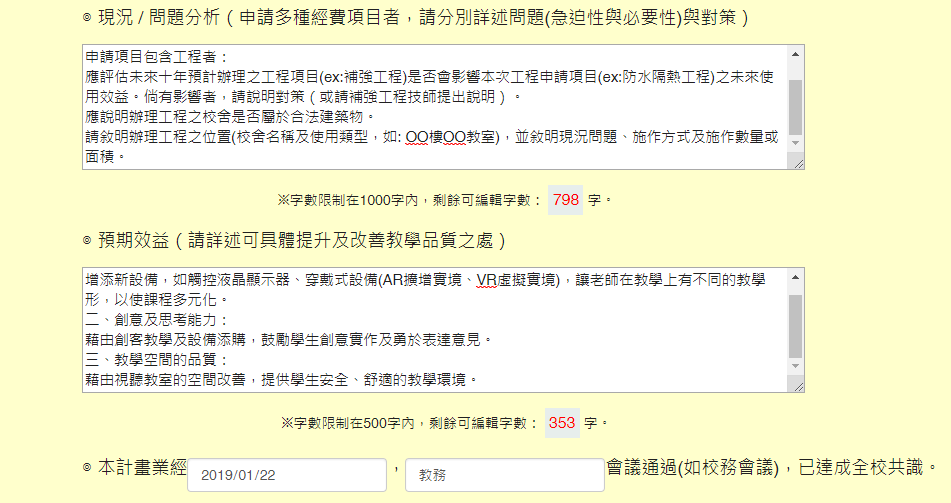 ◎ 現況 / 問題分析 ( 申請多種經費項目者，請分別詳述問題(急迫性與必要性)與對策 )
申請項目包含工程者：
應評估未來十年預計辦理之工程項目(ex:補強工程)是否會影響本次工程申請項目(ex:防水隔熱工程)之未來使
用效益。倘有影響者，請說明對策（或請補強工程技師提出說明）。
應說明辦理工程之校舍是否屬於合法建築物。
請敘明辦理工程之位置(校舍名稱及使用類型，如: OO樓OO教室)，並敘明現況問題、施作方式及施作數量或
面積。
※字數限制在1000字內，剩餘可編輯字數： 798 字。
◎ 預期效益 ( 請詳述可具體提升及改善教學品質之處 )
增添新設備，如觸控液晶顯示器、穿戴式設備(AR擴增實境、VR虛擬實境)，讓老師在教學上有不同的教學
形，以使課程多元化。
二、創意及思考能力：
藉由創客教學及設備添購，鼓勵學生創意實作及勇於表達意見。
三、教學空間的品質：
藉由視聽教室的空間改善，提供學生安全、舒適的教學環境。
※字數限制在500字內，剩餘可編輯字數： 353 字。
◎ 本計畫業經 2019/01/22 ， 教務 會議通過(如校務會議)，已達成全校共識。